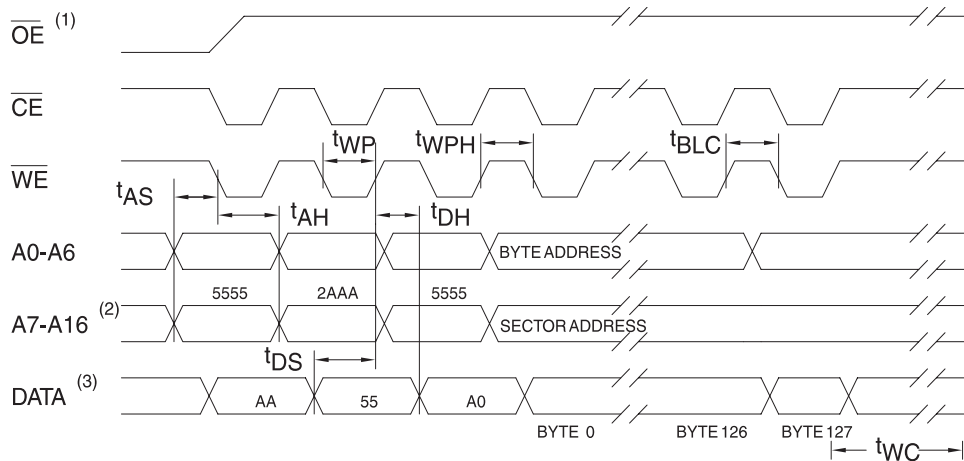 OE (1)
CE
tWP tWPH tBLC
WE
tAS tAH tDH
A0-A6 BYTE ADDRESS
5555 2AAA 5555
A7-A16 (2) SECTOR ADDRESS
tDS
DATA (3) AA 55 A0
BYTE 0 BYTE 126 BYTE 127
tWC